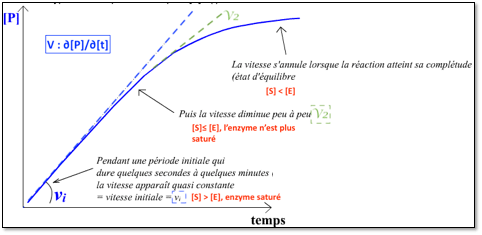 [P]
V2
V : ∂[P]/∂[t]
La vitesse s'annule lorsque la réaction atteint sa complétude
(état d'équilibre
[S] < [E]
Puis la vitesse diminue peu à peu V2
[S]≤ [E], l'enzyme n'est plus
saturé
Pendant une période initiale qui
dure quelques secondes à quelques minutes (
la vitesse apparaît quasi constante
= vitesse initiale = vi [S] > [E], enzyme saturé
vi
temps